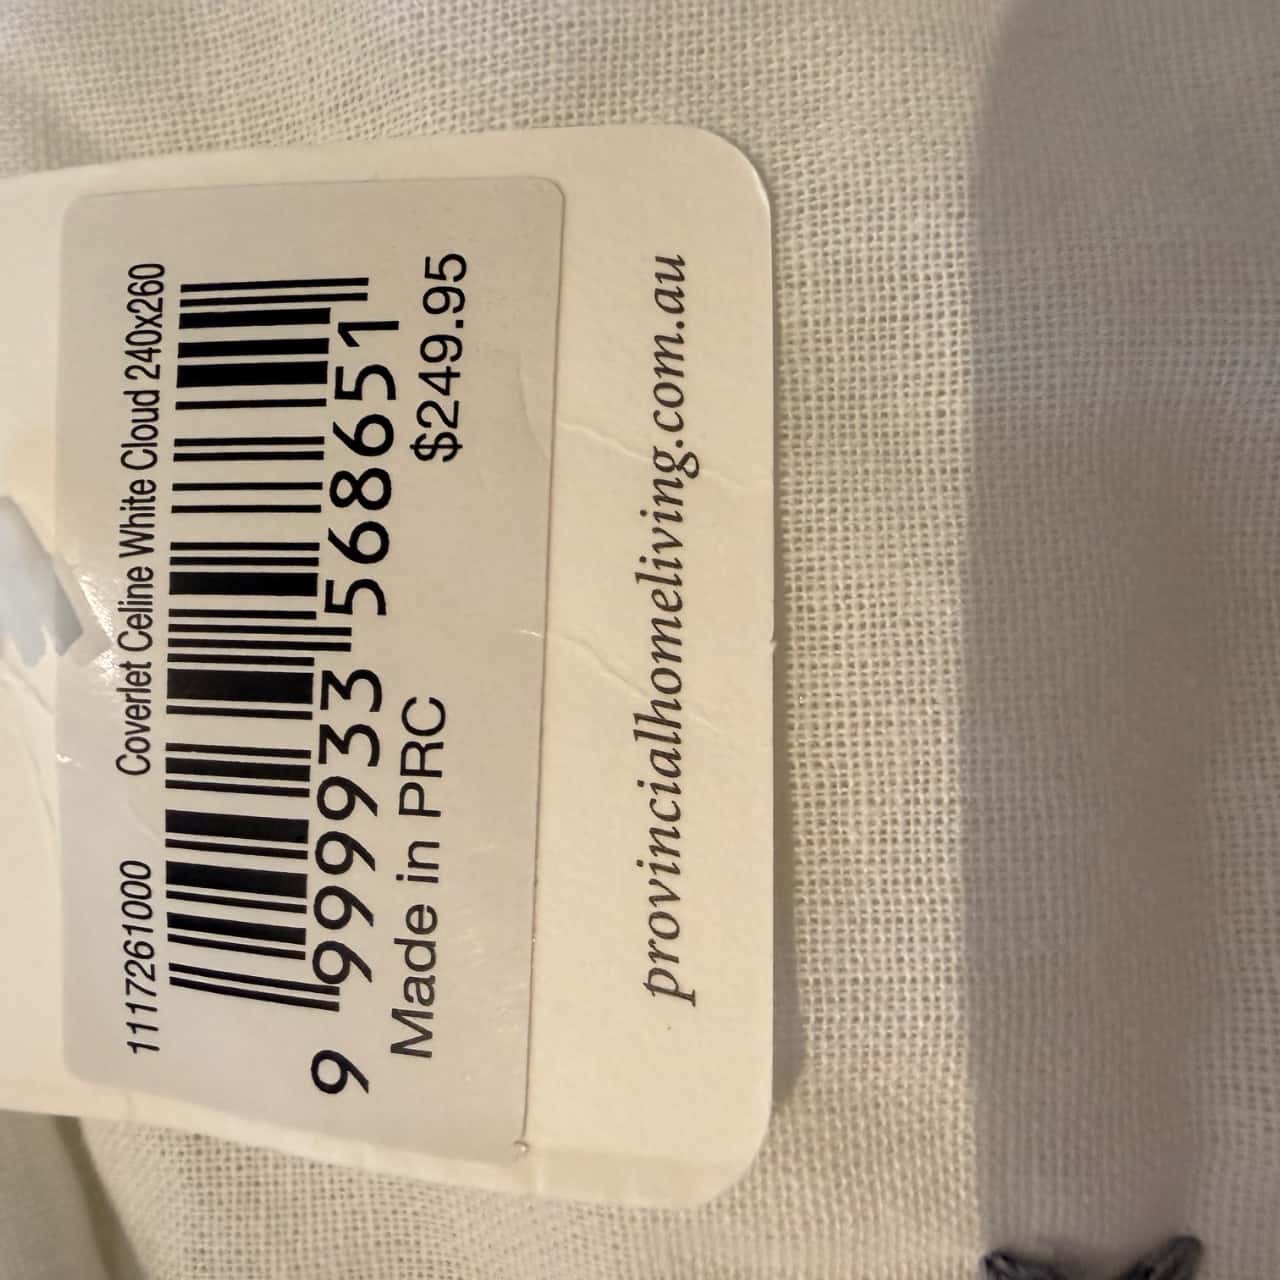 1117261000 Coverlet Celine White Cloud 240x260
9 999933 568651
Made in PRC $249.95
provincialhomeliving.com.au